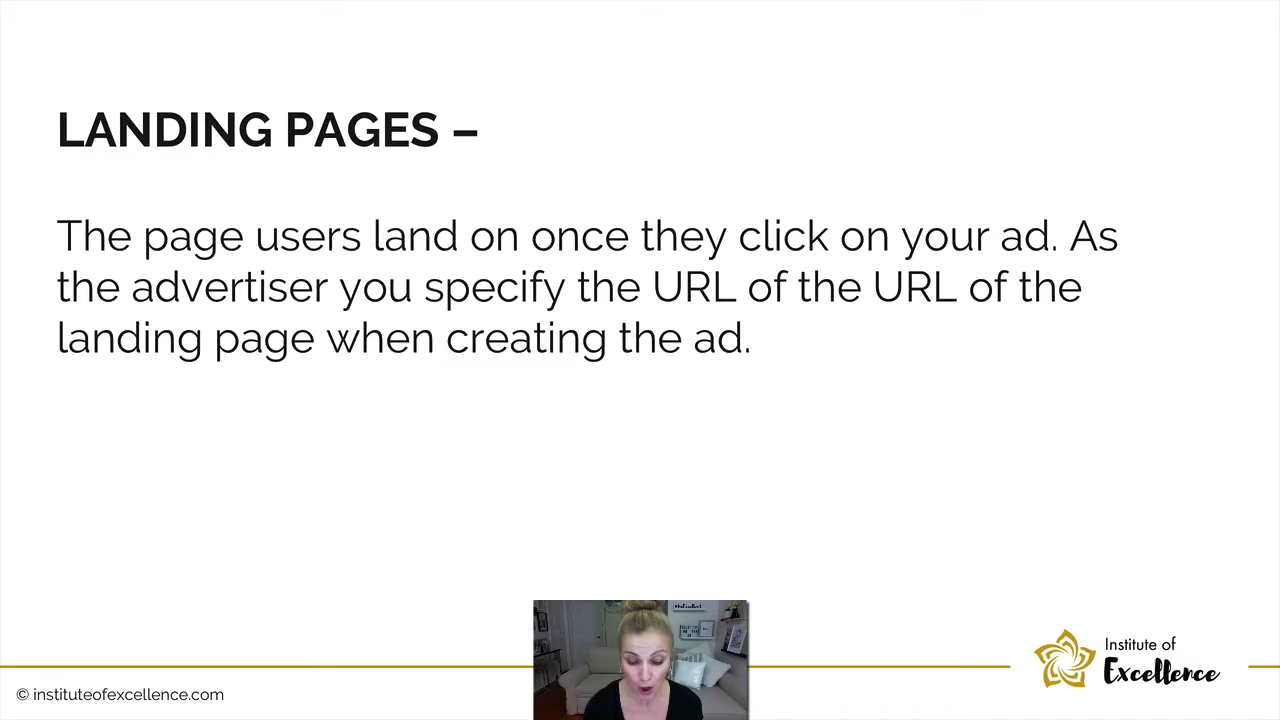 LANDING PAGES –
The page users land on once they click on your ad. As
the advertiser you specify the URL of the URL of the
landing page when creating the ad.
Institute of
Excellence
© instituteofexcellence.com